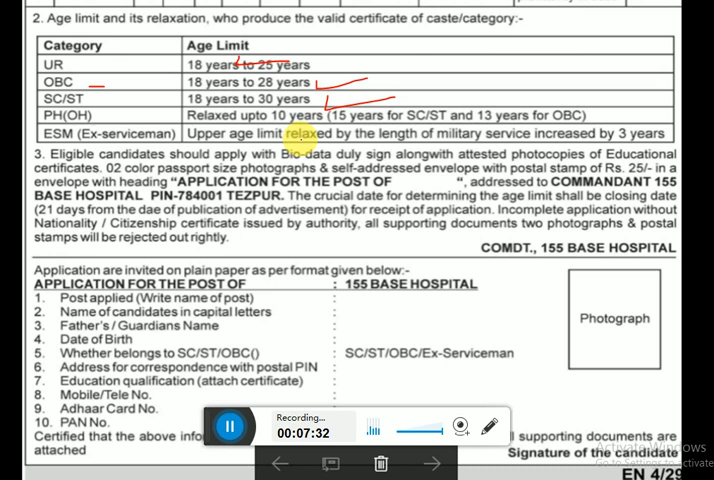 2. Age limit and its relaxation, who produce the valid certificate of caste/category:-
Category Age Limit
UR 18 years to 25 years
OBC 18 years to 28 years
SC/ST 18 years to 30 years
PH(OH) Relaxed upto 10 years (15 years for SC/ST and 13 years for OBC)
ESM (Ex-serviceman) Upper age limit relaxed by the length of military service increased by 3 years
3. Eligible candidates should apply with Bio-data duly sign alongwith attested photocopies of Educational
certificates. 02 color passport size photographs & self-addressed envelope with postal stamp of Rs. 25/- in a
envelope with heading “APPLICATION FOR THE POST OF “, addressed to COMMANDANT 155
BASE HOSPITAL PIN-784001 TEZPUR. The crucial date for determining the age limit shall be closing date
(21 days from the dae of publication of advertisement) for receipt of application. Incomplete application without
Nationality / Citizenship certificate issued by authority, all supporting documents two photographs & postal
stamps will be rejected out rightly.
COMDT., 155 BASE HOSPITAL
Application are invited on plain paper as per format given below:-
APPLICATION FOR THE POST OF : 155 BASE HOSPITAL
1. Post applied (Write name of post) :
2. Name of candidates in capital letters :
3. Father's / Guardians Name :
4. Date of Birth :
5. Whether belongs to SC/ST/OBC() : SC/ST/OBC/Ex-Serviceman
6. Address for correspondence with postal PIN :
7. Education qualification (attach certificate) :
8. Mobile/Tele No. :
9. Adhaar Card No. :
10. PAN No. :
Photograph
Recording...
00:07:32
Certified that the above infor supporting documents are
attached Signature of the candidate
Activate Windows
Go to Settings to activate
EN 4/29